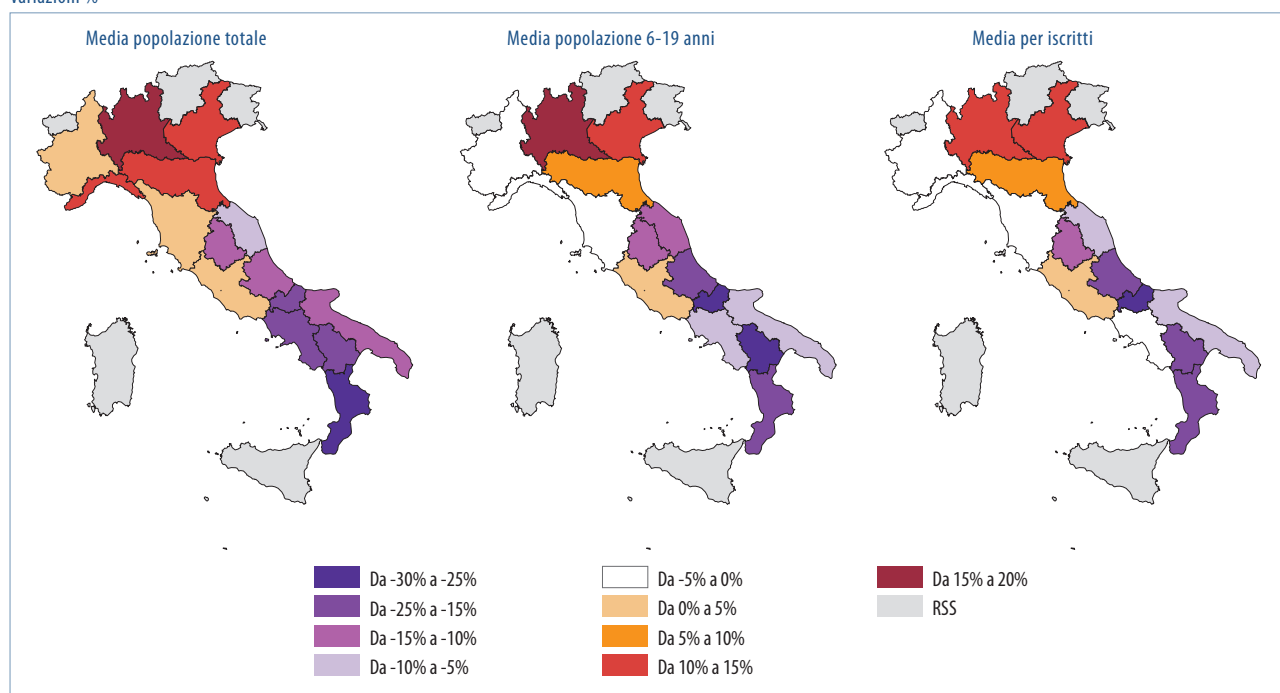 Variazioni %
Media popolazione totale
Media popolazione 6-19 anni
Media per iscritti
Da -30% a -25%
Da -25% a -15%
Da -15% a -10%
Da -10% a -5%
Da -5% a 0%
Da 0% a 5%
Da 5% a 10%
Da 10% a 15%
Da 15% a 20%
RSS